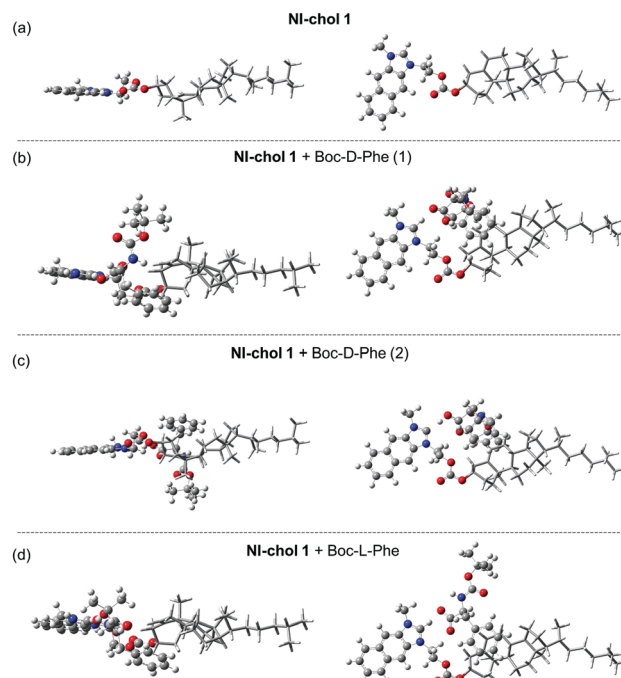 (a)
NI-chol 1
(b)
NI-chol 1 + Boc-D-Phe (1)
(c)
NI-chol 1 + Boc-D-Phe (2)
(d)
NI-chol 1 + Boc-L-Phe